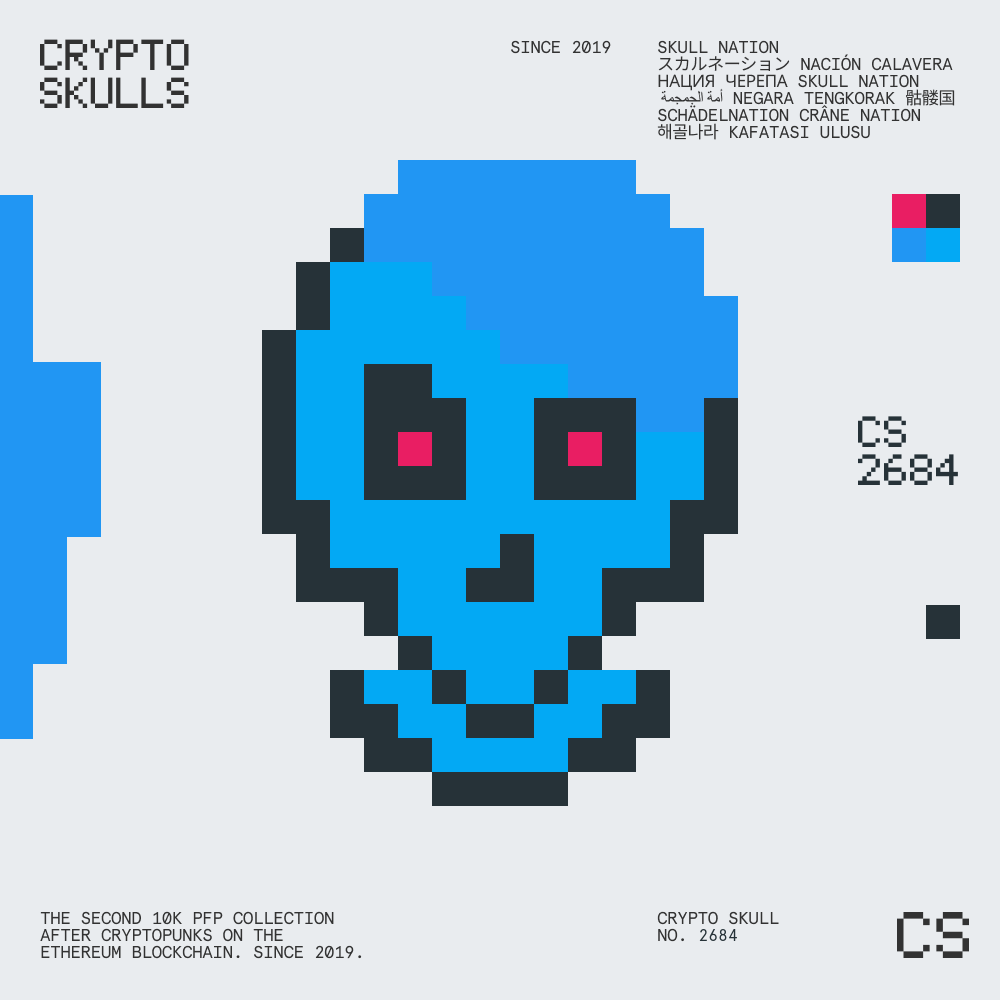 CRYPTO
SKULLS
SINCE 2019
SKULL NATION
スカルネーション NACIÓN CALAVERA
НАЦИЯ ЧЕРЕПА SKULL NATION
أمة الجمجمة NEGARA TENGKORAK 骷髅国
SCHÄDELNATION CRÂNE NATION
해골나라 KAFATASI ULUSU
CS
2684
THE SECOND 10K PFP COLLECTION
AFTER CRYPTOPUNKS ON THE
ETHEREUM BLOCKCHAIN. SINCE 2019.
CRYPTO SKULL
NO. 2684
CS